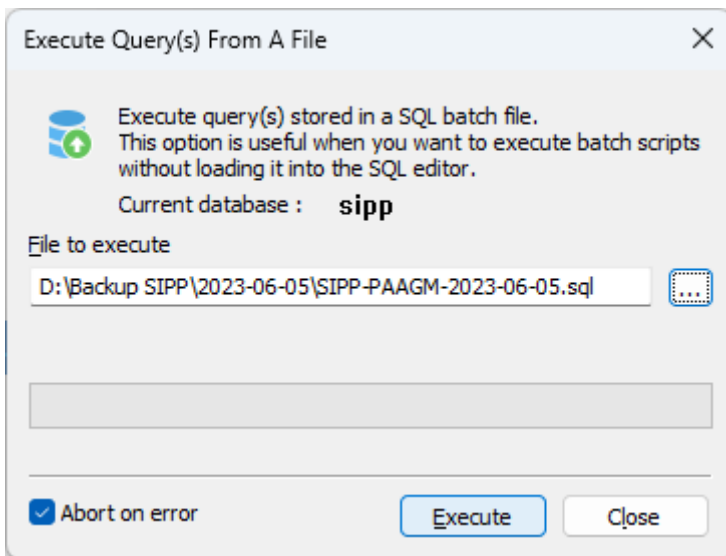 Execute Query(s) From A File
Execute query(s) stored in a SQL batch file.
This option is useful when you want to execute batch scripts
without loading it into the SQL editor.
Current database : sipp
File to execute
D:\Backup SIPP\2023-06-05\SIPP-PAAGM-2023-06-05.sql
...
Abort on error
Execute
Close